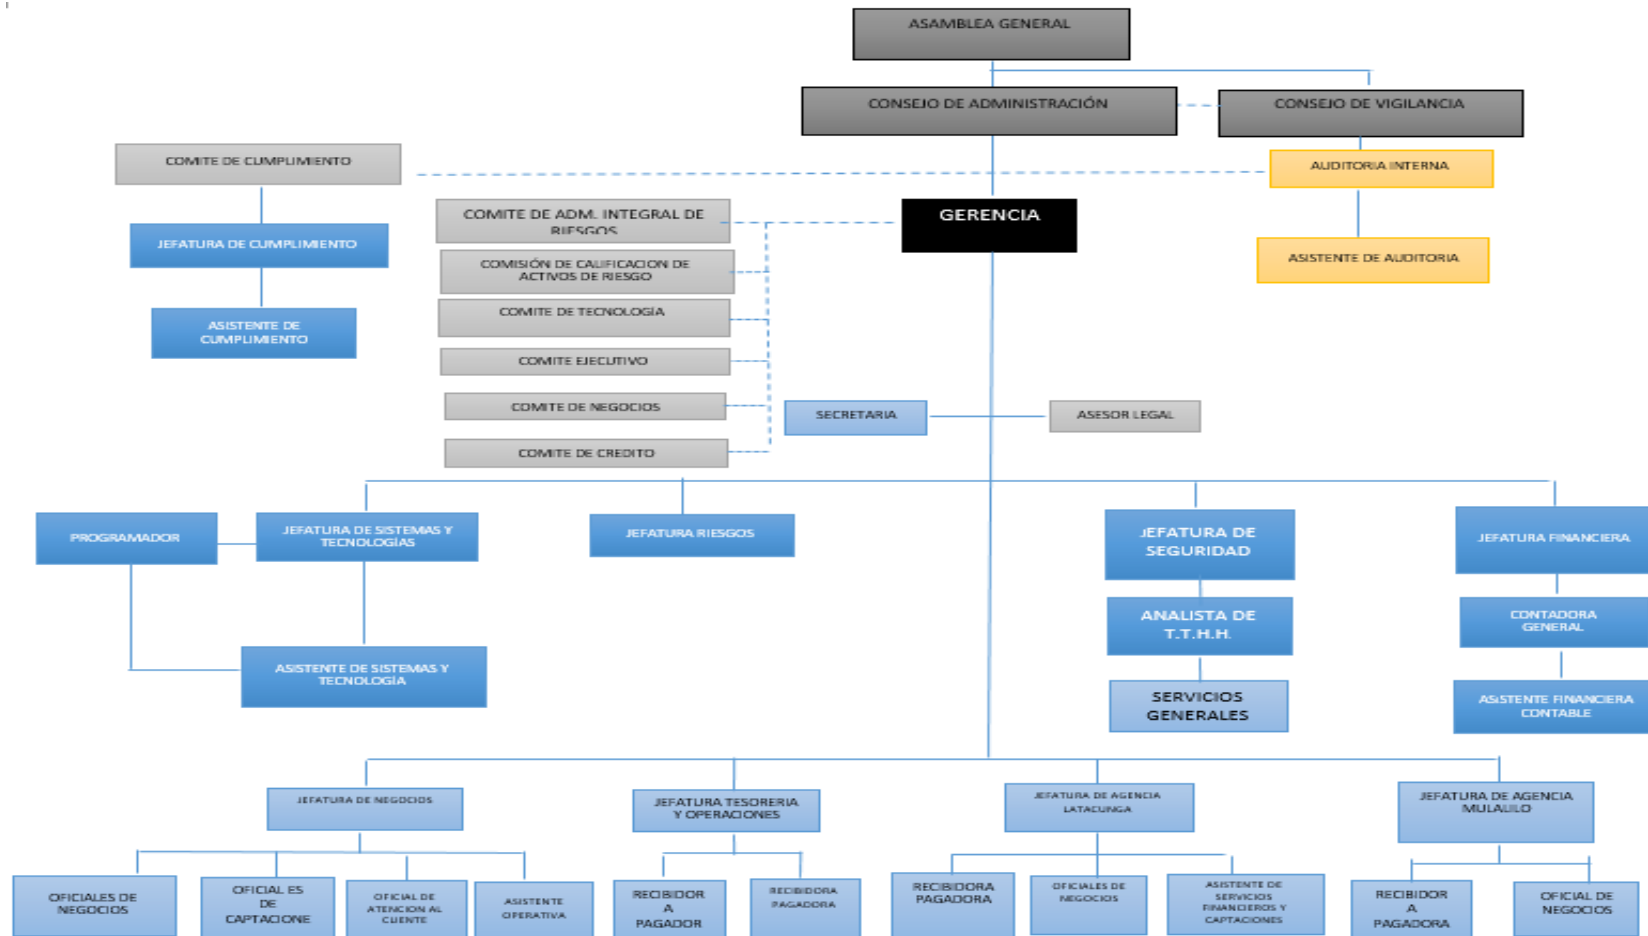 ASAMBLEA GENERAL
CONSEJO DE ADMINISTRACIÓN
CONSEJO DE VIGILANCIA
COMITE DE CUMPLIMIENTO
AUDITORIA INTERNA
COMITE DE ADM. INTEGRAL DE
RIESGOS
GERENCIA
JEFATURA DE CUMPLIMIENTO
COMISIÓN DE CALIFICACION DE
ACTIVOS DE RIESGO
ASISTENTE DE AUDITORIA
COMITE DE TECNOLOGÍA
ASISTENTE DE
CUMPLIMIENTO
COMITE EJECUTIVO
COMITE DE NEGOCIOS
SECRETARIA
ASESOR LEGAL
COMITE DE CREDITO
PROGRAMADOR
JEFATURA DE SISTEMAS Y
TECNOLOGÍAS
JEFATURA RIESGOS
JEFATURA DE
SEGURIDAD
JEFATURA FINANCIERA
ANALISTA DE
T.T.H.H.
CONTADORA
GENERAL
ASISTENTE DE SISTEMAS Y
TECNOLOGÍA
SERVICIOS
GENERALES
ASISTENTE FINANCIERA
CONTABLE
JEFATURA DE NEGOCIOS
JEFATURA TESORERIA
Y OPERACIONES
JEFATURA DE AGENCIA
LATACUNGA
JEFATURA DE AGENCIA
MULALILO
OFICIALES DE
NEGOCIOS
OFICIAL ES
DE
CAPTACIONE
OFICIAL DE
ATENCION AL
CLIENTE
ASISTENTE
OPERATIVA
RECIBIDOR
A
PAGADOR
RECIBIDORA
PAGADORA
RECIBIDORA
PAGADORA
OFICIALES DE
NEGOCIOS
ASISTENTE DE
SERVICIOS
FINANCIEROS Y
CAPTACIONES
RECIBIDOR
A
PAGADORA
OFICIAL DE
NEGOCIOS